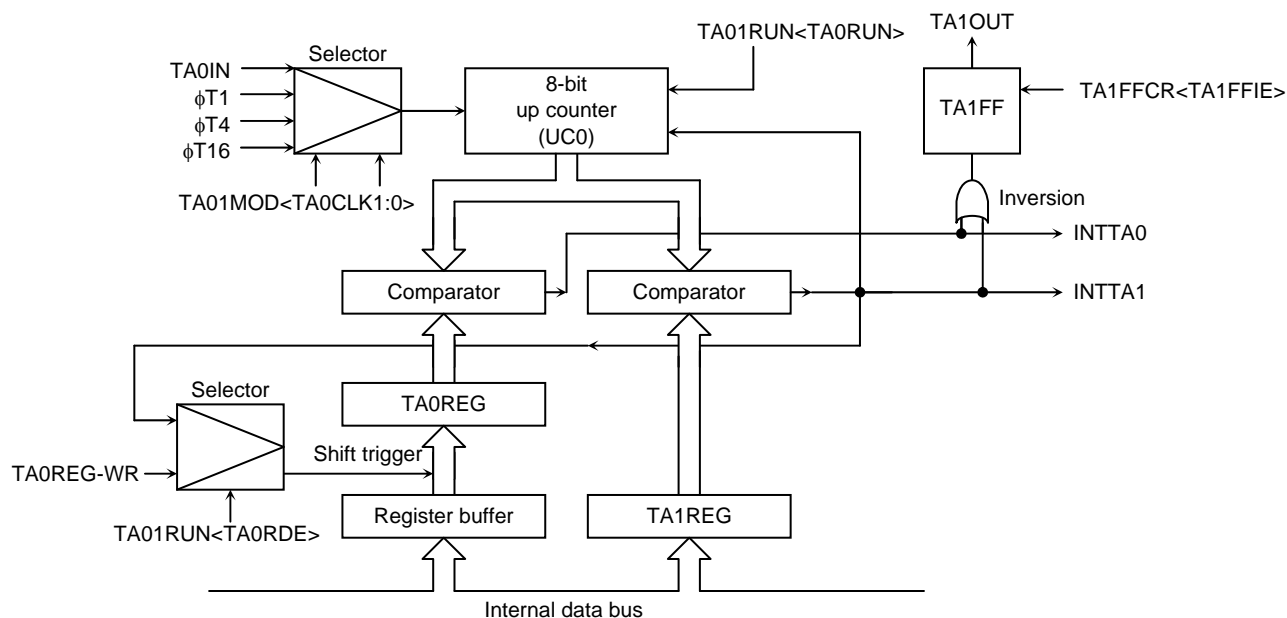 TA1OUT
TA01RUN<TA0RUN>
Selector
TA0IN
ϕT1
ϕT4
ϕT16
8-bit
up counter
(UC0)
TA1FF
TA1FFCR<TA1FFIE>
TA01MOD<TA0CLK1:0>
Inversion
INTTA0
Comparator
Comparator
INTTA1
Selector
TA0REG
Shift trigger
TA0REG-WR
Register buffer
TA1REG
TA01RUN<TA0RDE>
Internal data bus